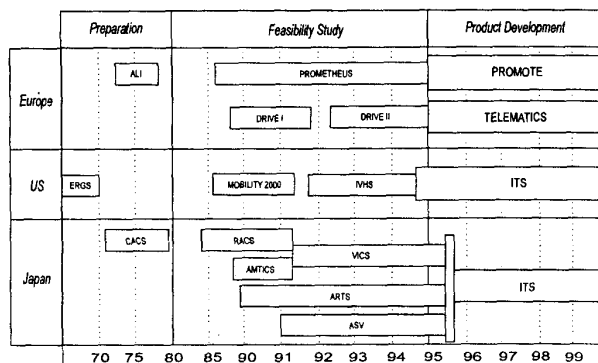 Preparation Feasibility Study Product Development
Europe
ALI PROMETHEUS PROMOTE
DRIVE I DRIVE II TELEMATICS
US
ERGS MOBILITY 2000 IVHS ITS
Japan
CACS RACS
VICS
AMTICS
ITS
ARTS
ASV
70 75 80 85 90 91 92 93 94 95 96 97 98 99